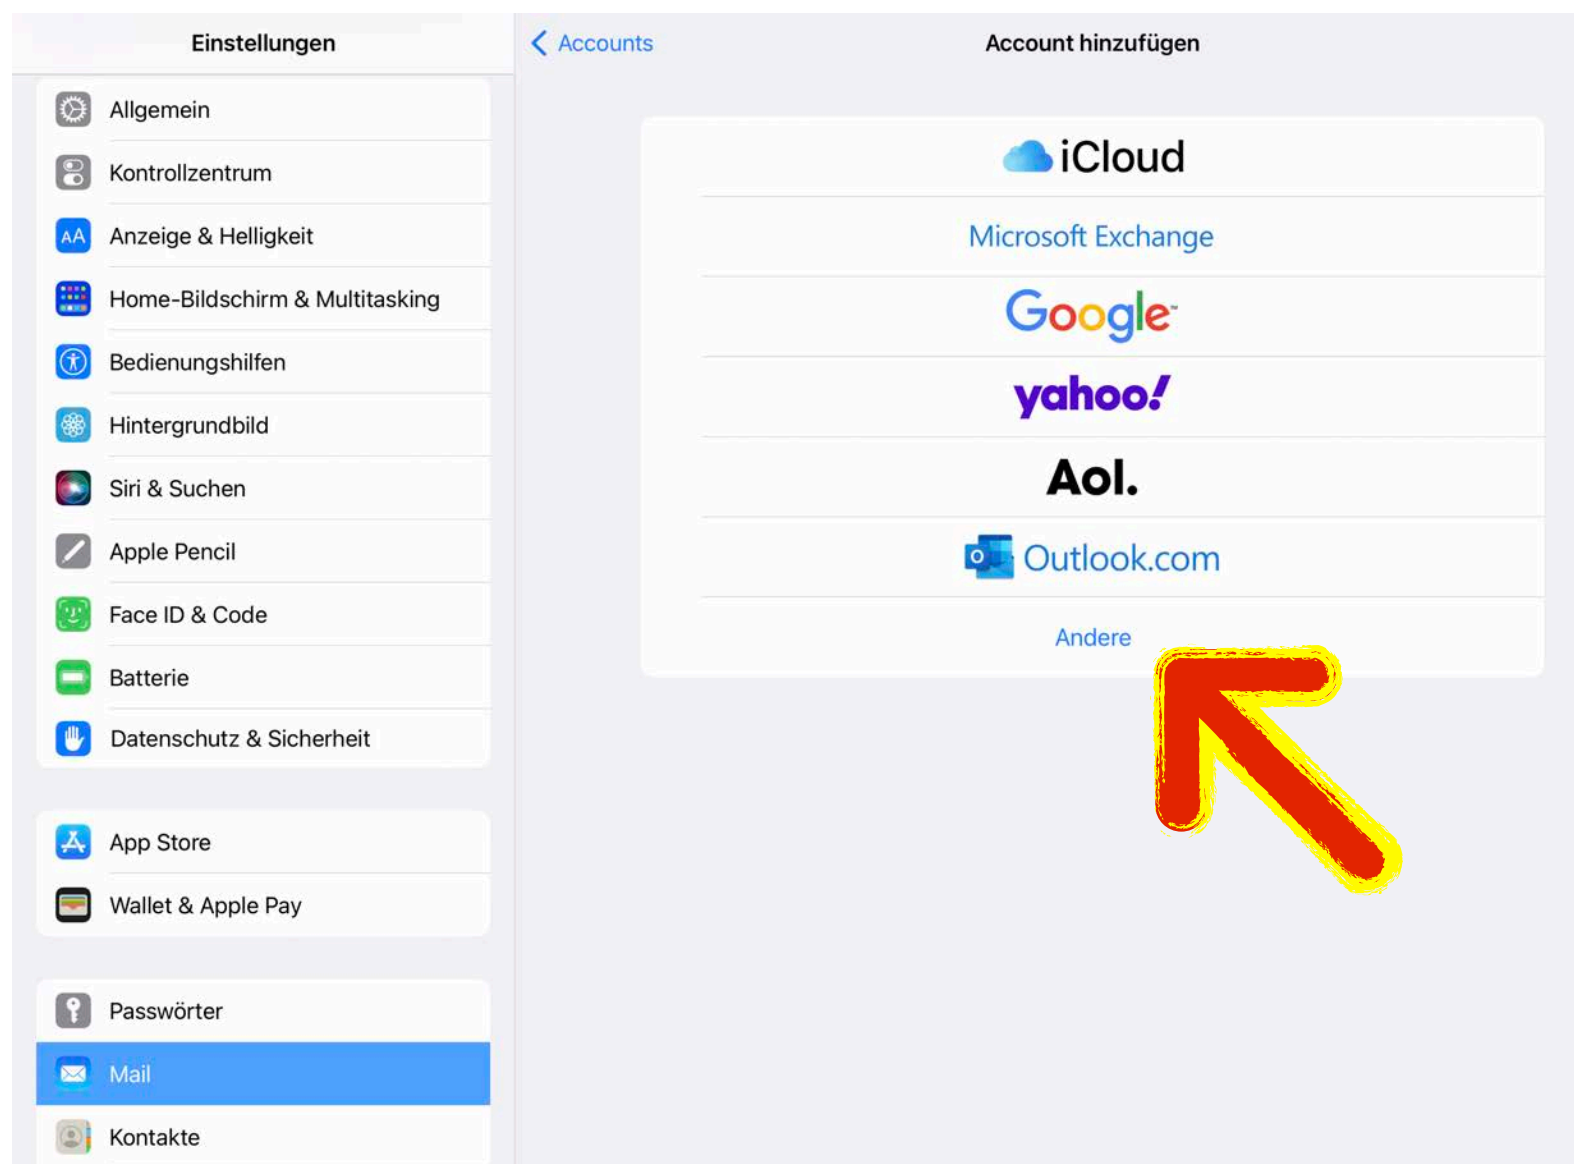 Einstellungen
Allgemein
Kontrollzentrum
AA
Anzeige & Helligkeit
Home-Bildschirm & Multitasking
Bedienungshilfen
Hintergrundbild
Siri & Suchen
Apple Pencil
Face ID & Code
Batterie
Datenschutz & Sicherheit
App Store
Wallet & Apple Pay
Passwörter
Mail
Kontakte
Accounts
Account hinzufügen
iCloud
Microsoft Exchange
Google™
yahoo!
Aol.
Outlook.com
Andere